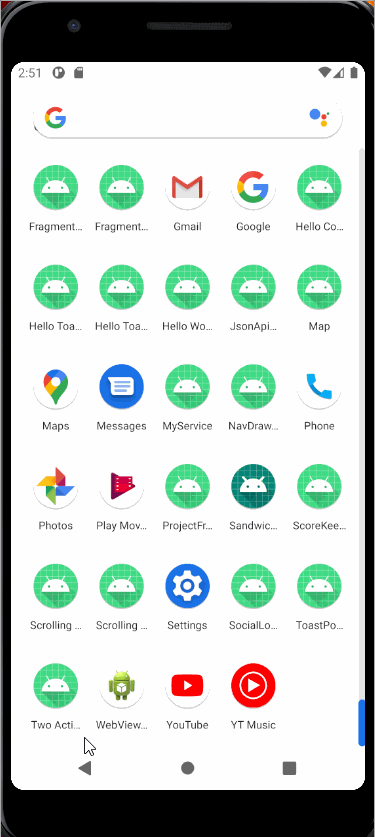 2:51
Fragment... Fragment... Gmail Google Hello Co...
Hello Toa... Hello Toa... Hello Wo... JsonApi... Map
Maps Messages MyService NavDraw... Phone
Photos Play Mov... ProjectFr... Sandwic... ScoreKee...
Scrolling ... Scrolling ... Settings SocialLo... ToastPo...
Two Acti... WebView... YouTube YT Music